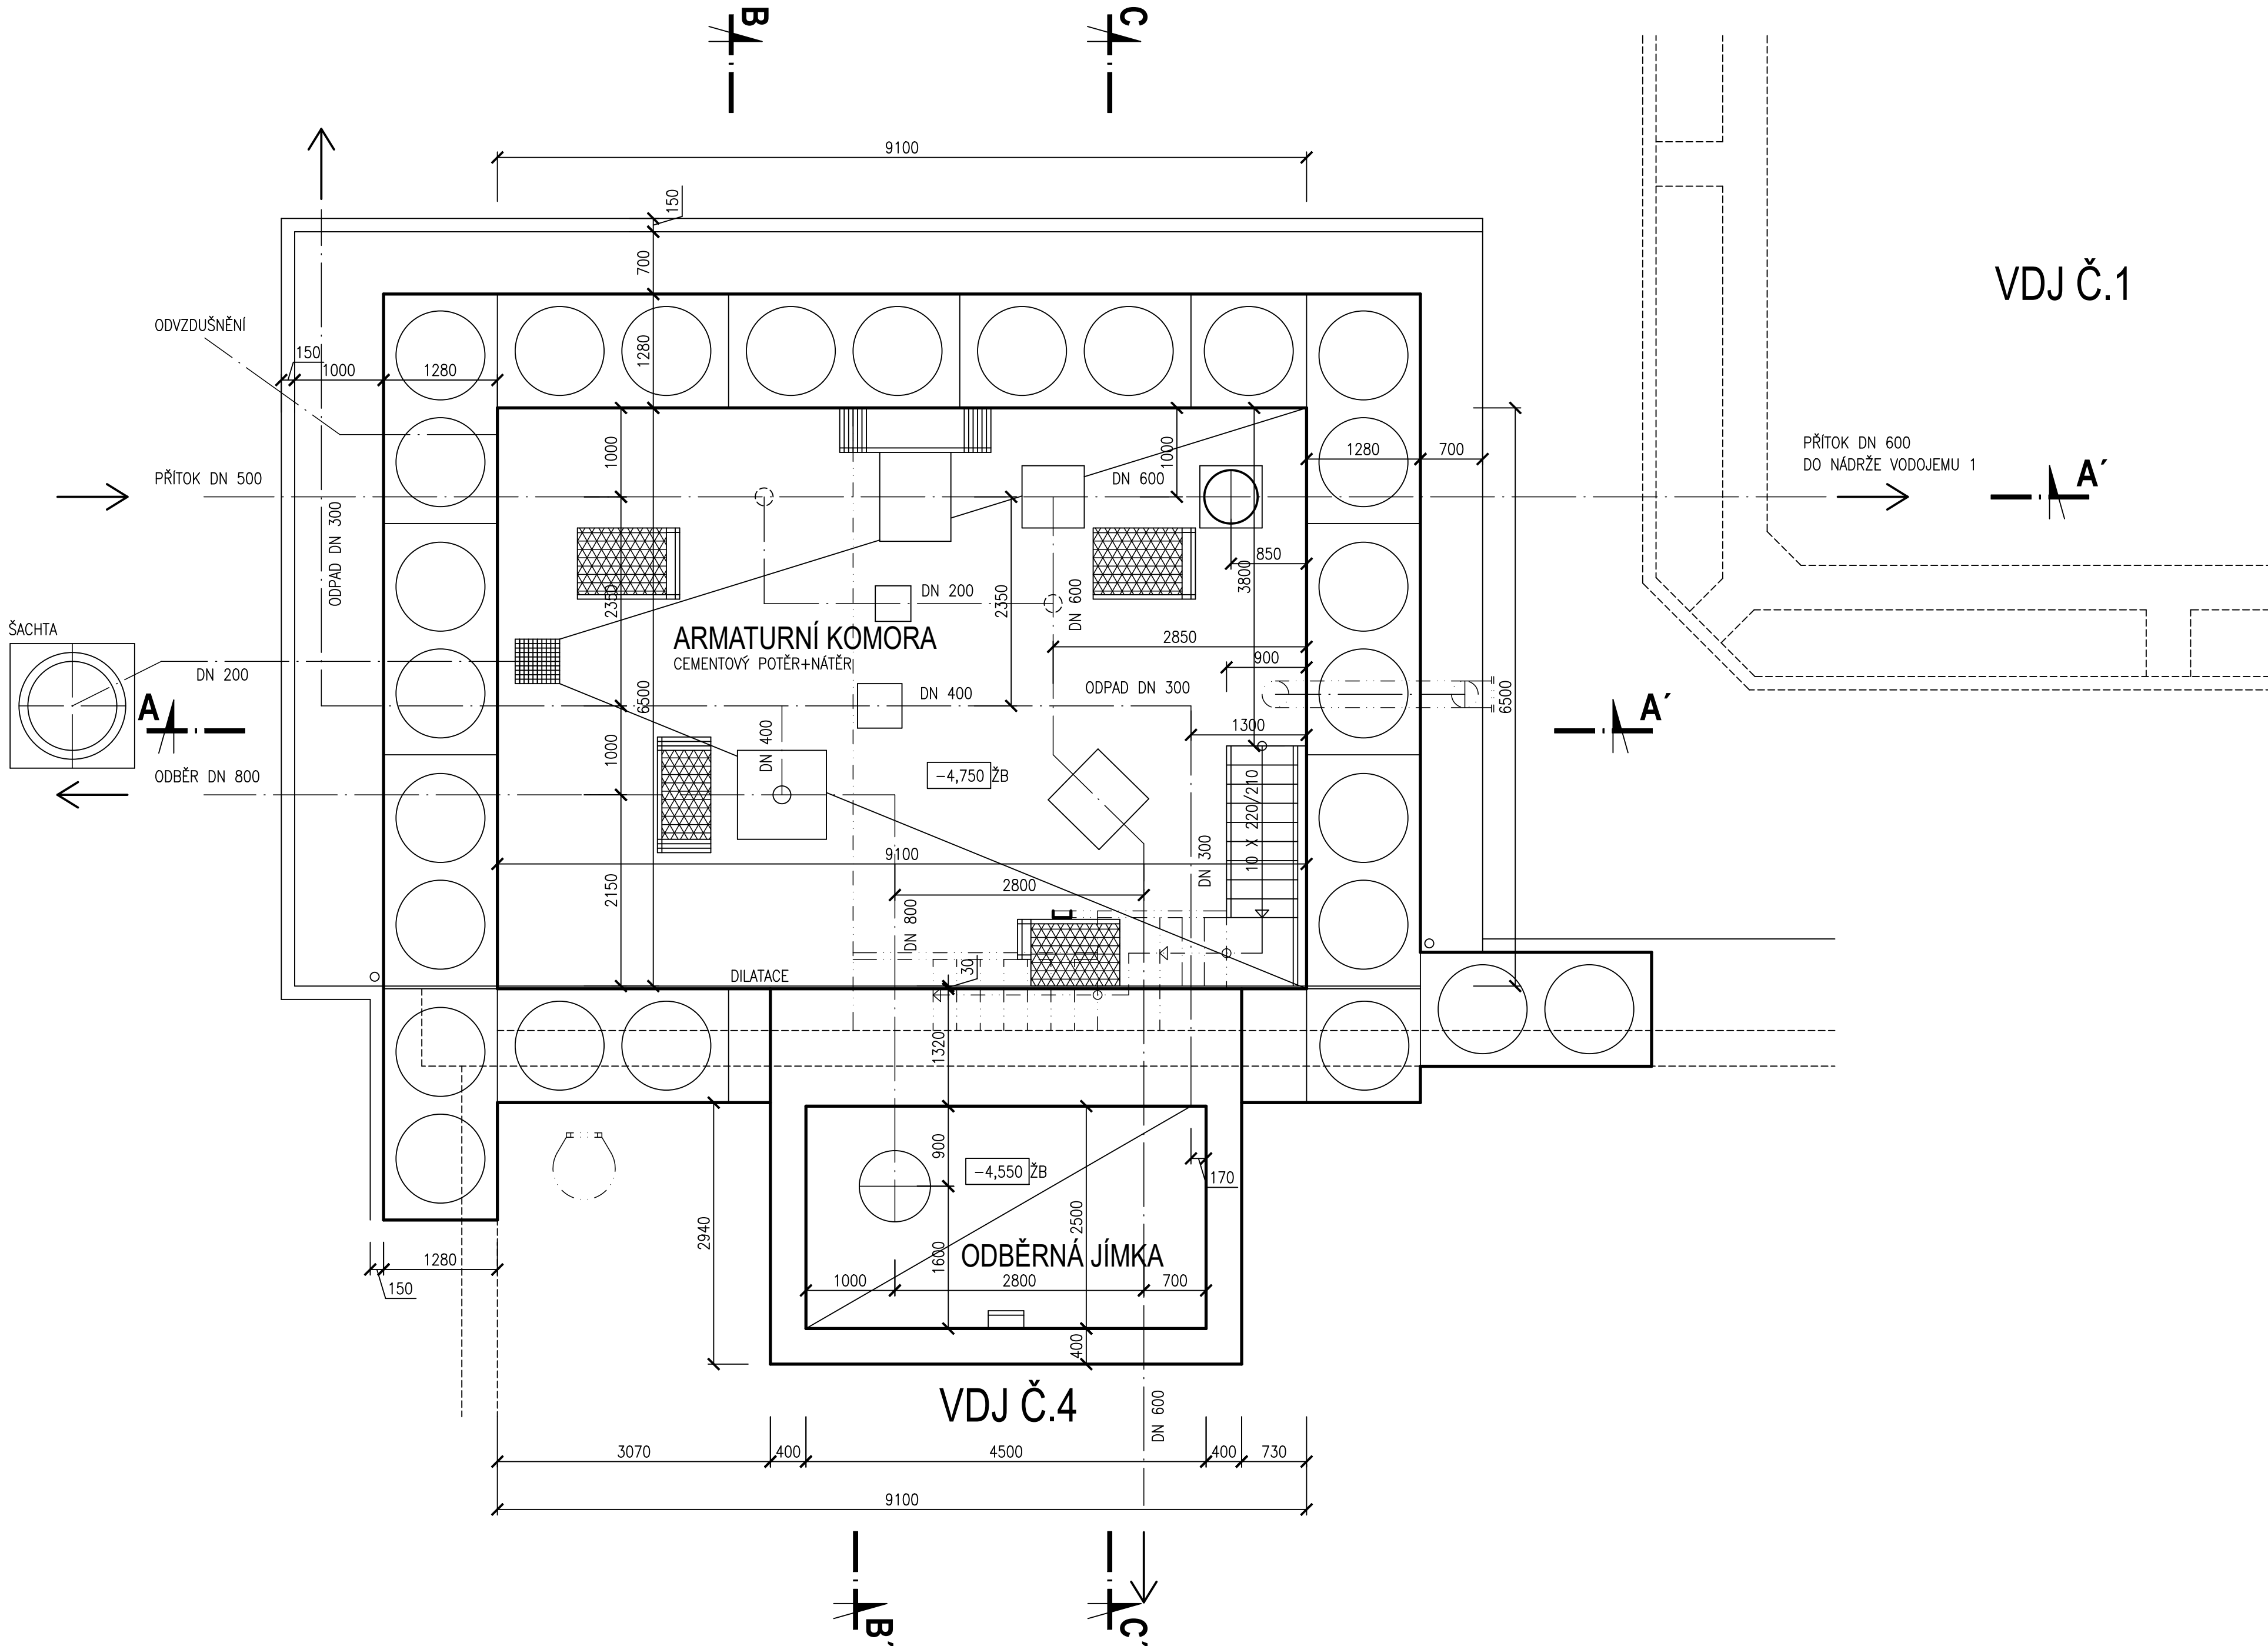 B
C
9100
150
700
VDJ Č.1
ODVZDUŠNĚNÍ
150
1000
1280
1280
1000
1000
1280
700
PŘÍTOK DN 600
DO NÁDRŽE VODOJEMU 1
A´
PŘÍTOK DN 500
DN 600
ODPAD DN 300
850
3800
2350
DN 200
2350
DN 600
ŠACHTA
ARMATURNÍ KOMORA
CEMENTOVÝ POTĚR+NÁTĚR
2850
900
DN 200
6500
DN 400
ODPAD DN 300
6500
A
A´
1300
1000
DN 400
ODBĚR DN 800
-4,750 ŽB
10 X 220/210
9100
DN 300
2150
2800
DN 800
DILATACE
30
1320
900
-4,550 ŽB
170
2940
2500
1600
ODBĚRNÁ JÍMKA
1280
150
1000
2800
700
400
VDJ Č.4
DN 600
3070
400
4500
400
730
9100
B´
C´